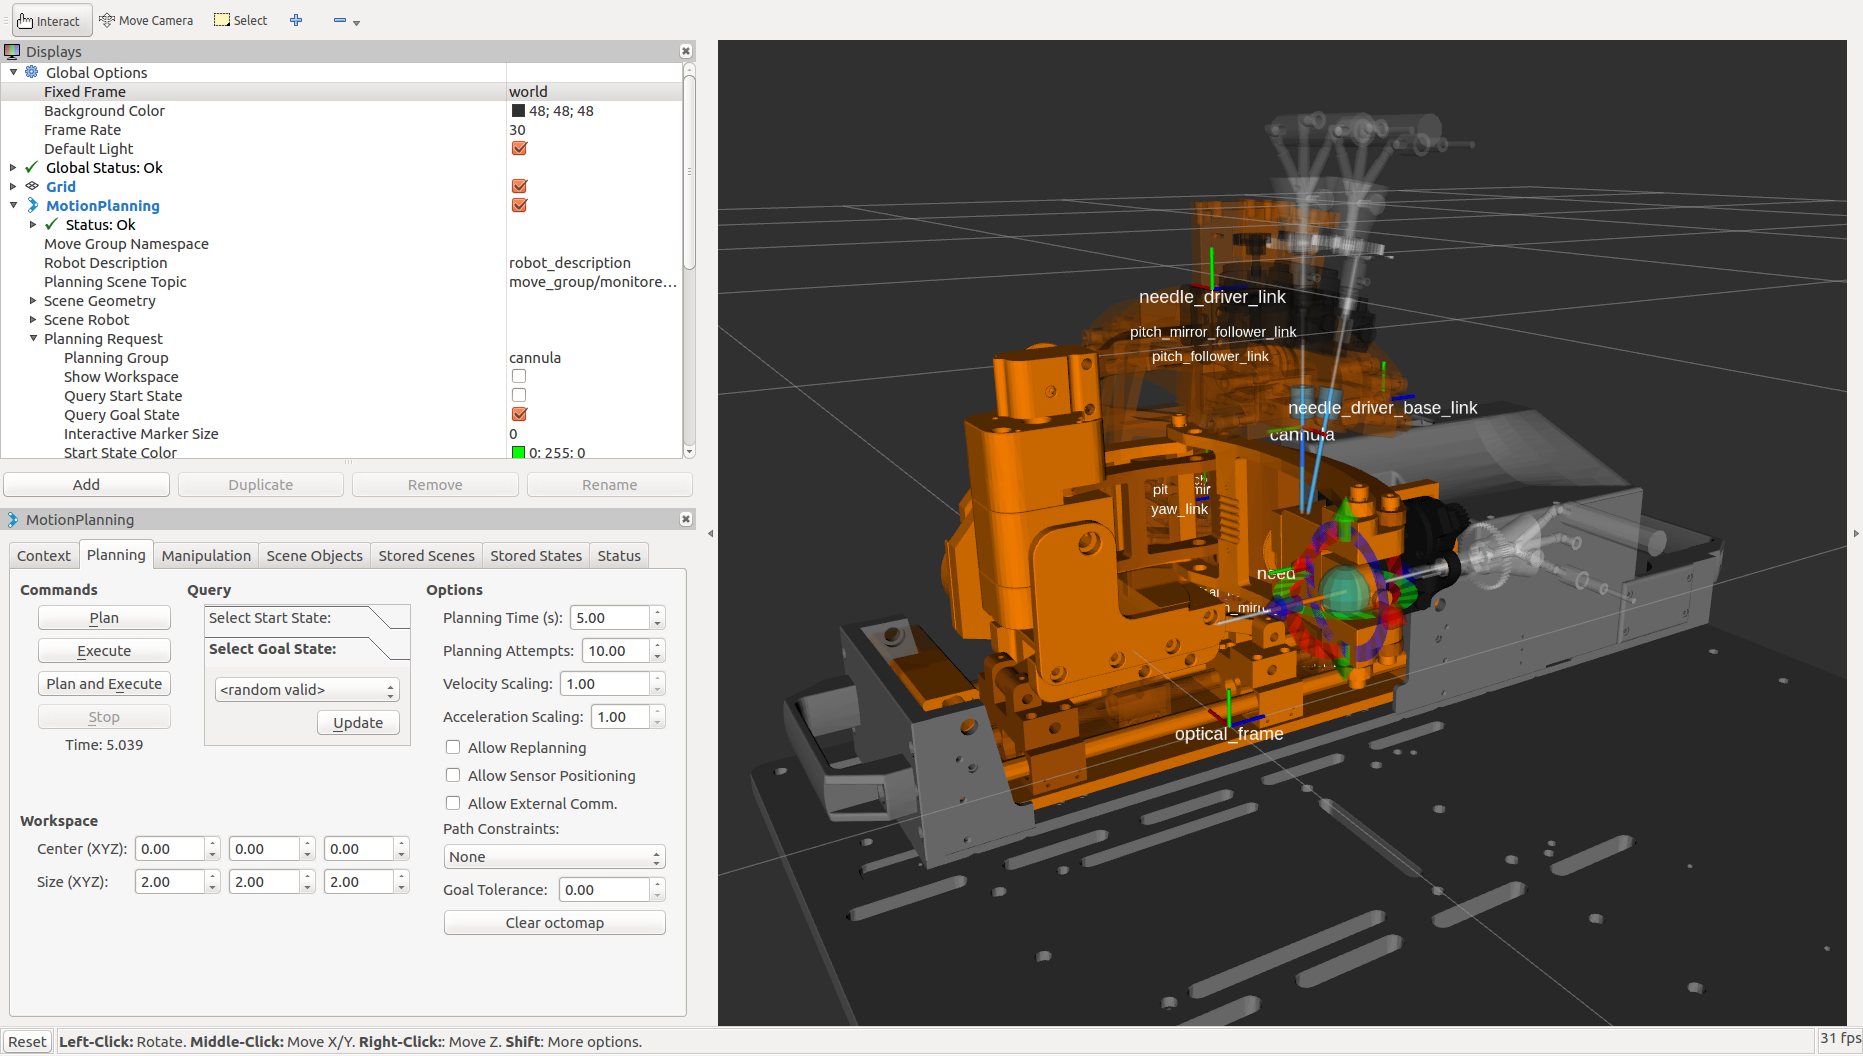 Interact Move Camera Select
Displays
Global Options
Fixed Frame world
Background Color 48; 48; 48
Frame Rate 30
Default Light
Global Status: Ok
Grid
MotionPlanning
Status: Ok
Move Group Namespace
Robot Description robot_description
Planning Scene Topic move_group/monitore...
Scene Geometry
Scene Robot
Planning Request
Planning Group cannula
Show Workspace
Query Start State
Query Goal State
Interactive Marker Size 0
Start State Color 0; 255; 0
Add Duplicate Remove Rename
MotionPlanning
Context Planning Manipulation Scene Objects Stored Scenes Stored States Status
Commands
Plan
Execute
Plan and Execute
Stop
Time: 5.039
Query
Select Start State:
Select Goal State:
<random valid>
Update
Options
Planning Time (s): 5.00
Planning Attempts: 10.00
Velocity Scaling: 1.00
Acceleration Scaling: 1.00
Allow Replanning
Allow Sensor Positioning
Allow External Comm.
Path Constraints:
None
Goal Tolerance: 0.00
Clear octomap
Workspace
Center (XYZ): 0.00 0.00 0.00
Size (XYZ): 2.00 2.00 2.00
needle_driver_link
pitch_mirror_follower_link
pitch_follower_link
needle_driver_base_link
cannula
yaw_link
need
optical_frame
Reset Left-Click: Rotate. Middle-Click: Move X/Y. Right-Click:: Move Z. Shift: More options. 31 fps